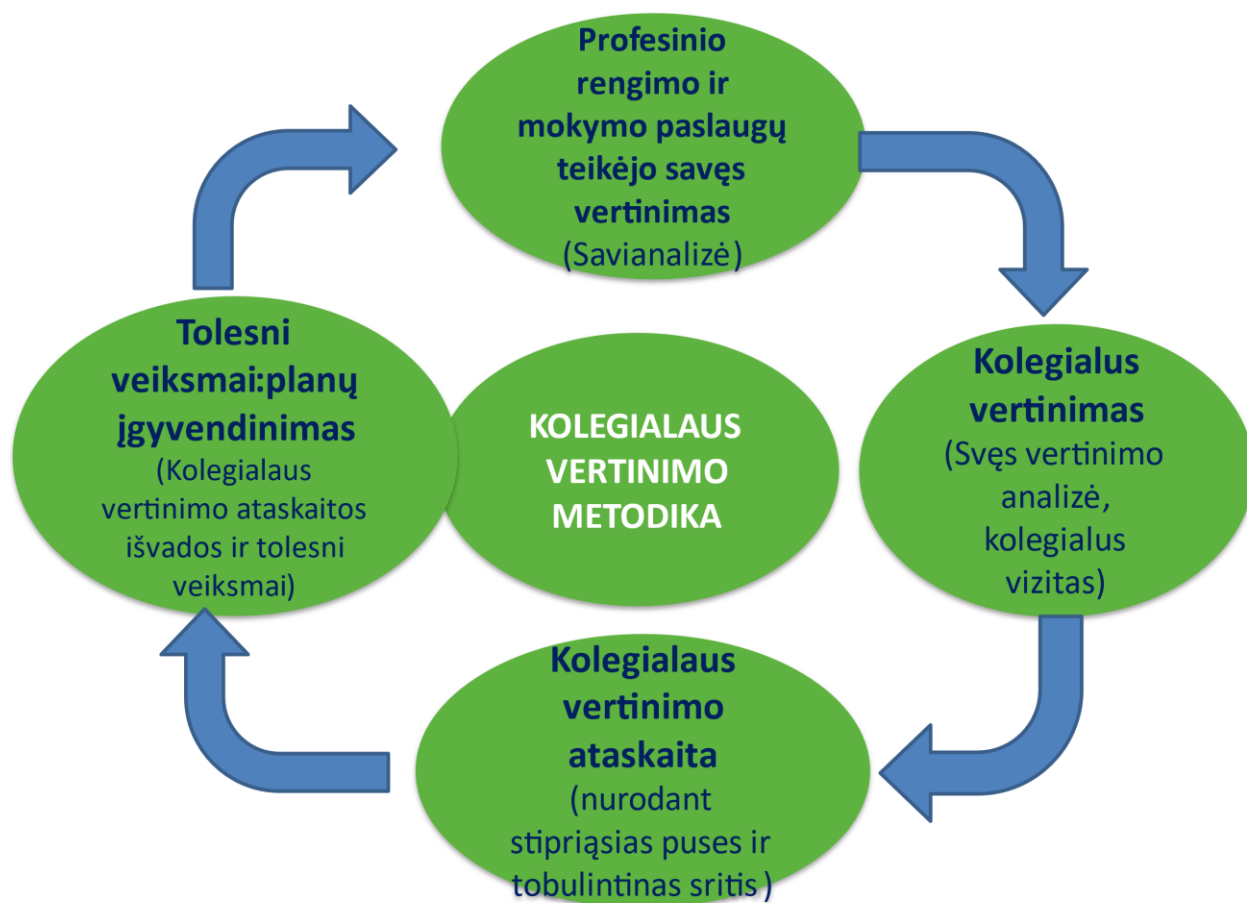 Profesinio
rengimo ir
mokymo paslaugų
teikėjo savęs
vertinimas
(Savianalizė)
Kolegialus
vertinimas
(Svęs vertinimo
analizė,
kolegialus
vizitas)
Kolegialaus
vertinimo
ataskaita
(nurodant
stipriąsias puses ir
tobulintinas sritis)
Tolesni
veiksmai:planų
įgyvendinimas
(Kolegialaus
vertinimo ataskaitos
išvados ir tolesni
veiksmai)
KOLEGIALAUS
VERTINIMO
METODIKA